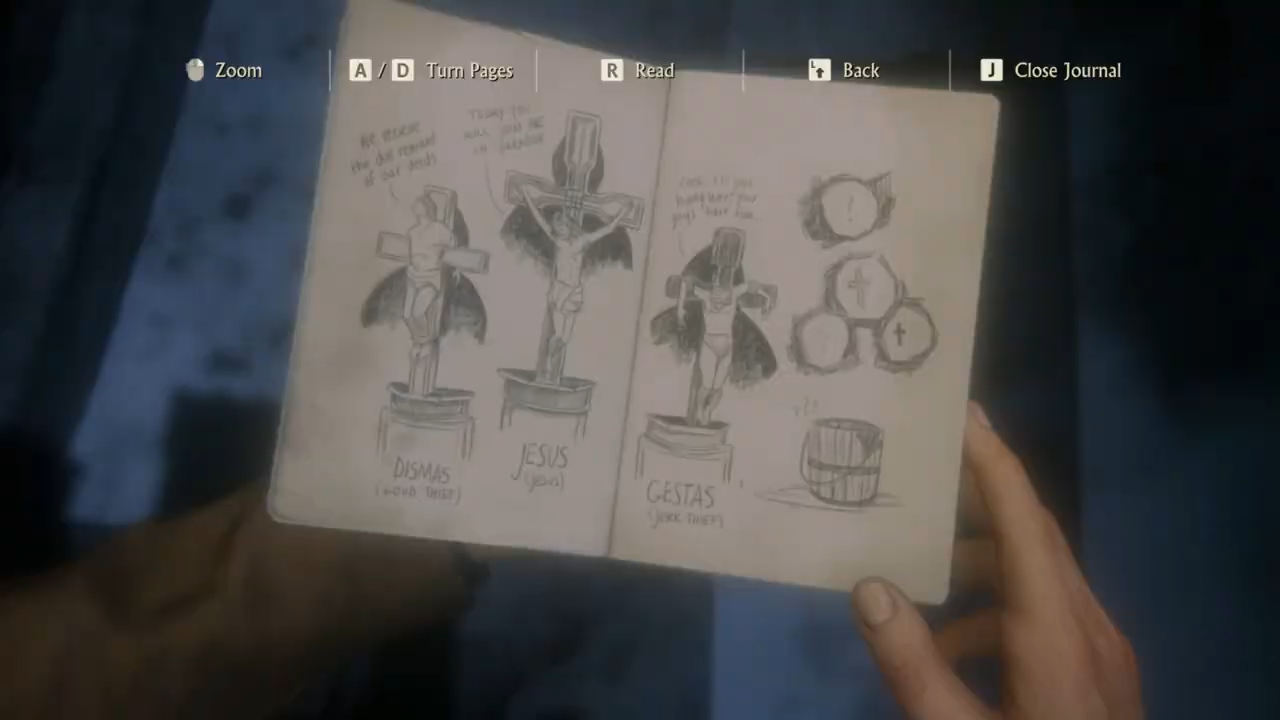 Zoom
A / D Turn Pages
R Read
L Back
J Close Journal
We receive
the due reward
of our deeds
Today you
will join me
in paradise
DISMAS
(GOOD THIEF)
JESUS
(Jesus)
GESTAS
(JERK THIEF)